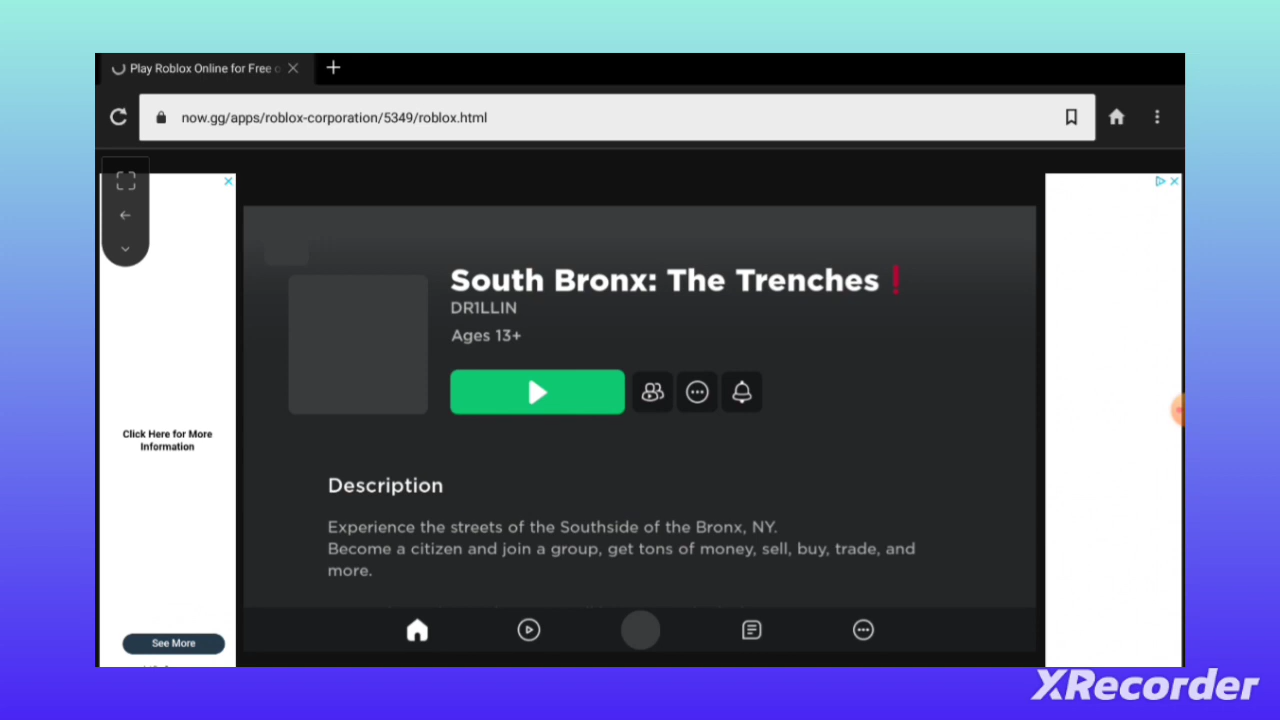 Play Roblox Online for Free
now.gg/apps/roblox-corporation/5349/roblox.html
South Bronx: The Trenches❗
DR1LLIN
Ages 13+
Click Here for More
Information
Description
Experience the streets of the Southside of the Bronx, NY.
Become a citizen and join a group, get tons of money, sell, buy, trade, and
more.
See More
XRecorder